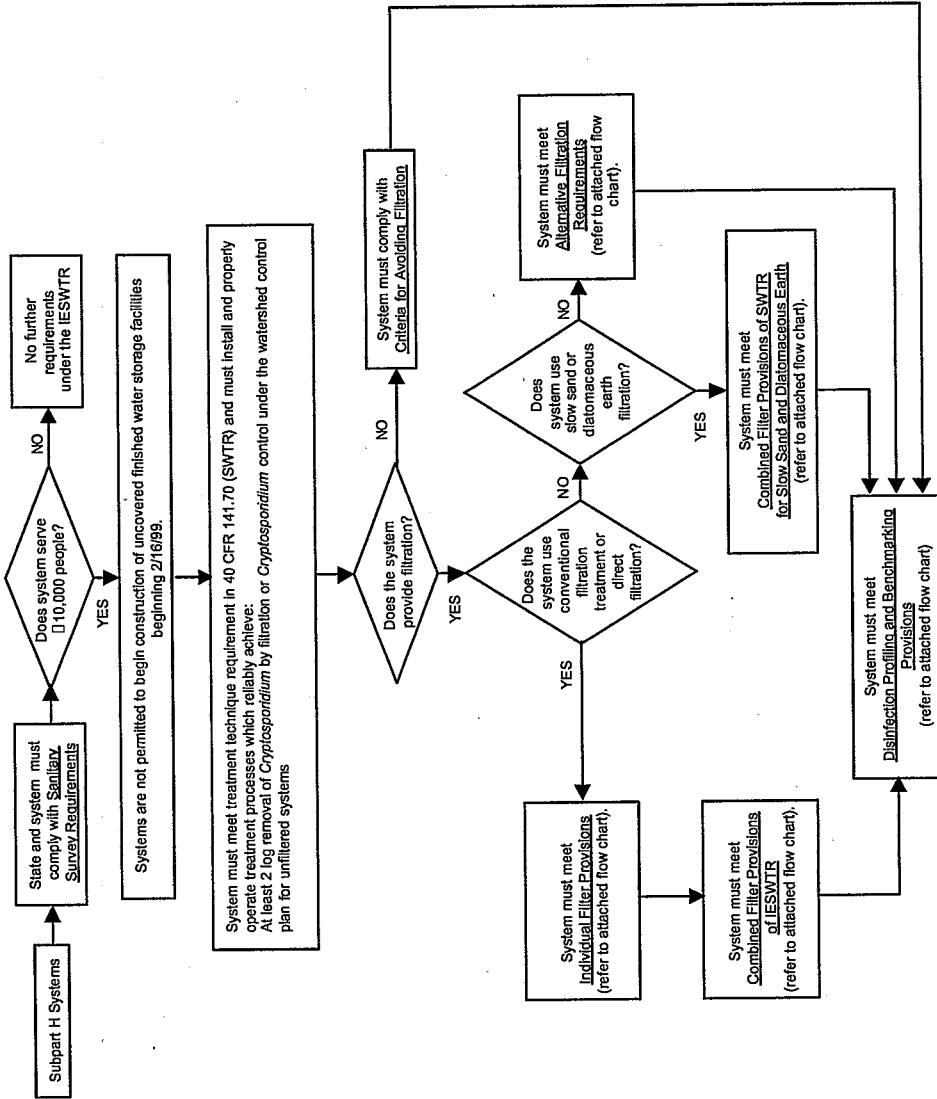 Subpart H Systems
State and system must
comply with Sanitary
Survey Requirements
Does system serve
▯10,000 people?
NO
No further
requirements
under the IESWTR
YES
Systems are not permitted to begin construction of uncovered finished water storage facilities
beginning 2/16/99.
System must meet treatment technique requirement in 40 CFR 141.70 (SWTR) and must install and properly
operate treatment processes which reliably achieve:
At least 2 log removal of Cryptosporidium by filtration or Cryptosporidium control under the watershed control
plan for unfiltered systems
Does the system
provide filtration?
NO
System must comply with
Criteria for Avoiding Filtration
YES
Does the
system use
conventional
filtration
treatment or
direct
filtration?
NO
Does
system use
slow sand or
diatomaceous
earth
filtration?
NO
System must meet
Alternative Filtration
Requirements
(refer to attached flow
chart).
YES
YES
System must meet
Individual Filter Provisions
(refer to attached flow chart).
System must meet
Combined Filter Provisions of SWTR
for Slow Sand and Diatomaceous Earth
(refer to attached flow chart).
System must meet
Combined Filter Provisions
of IESWTR
(refer to attached flow chart).
System must meet
Disinfection Profiling and Benchmarking
Provisions
(refer to attached flow chart)